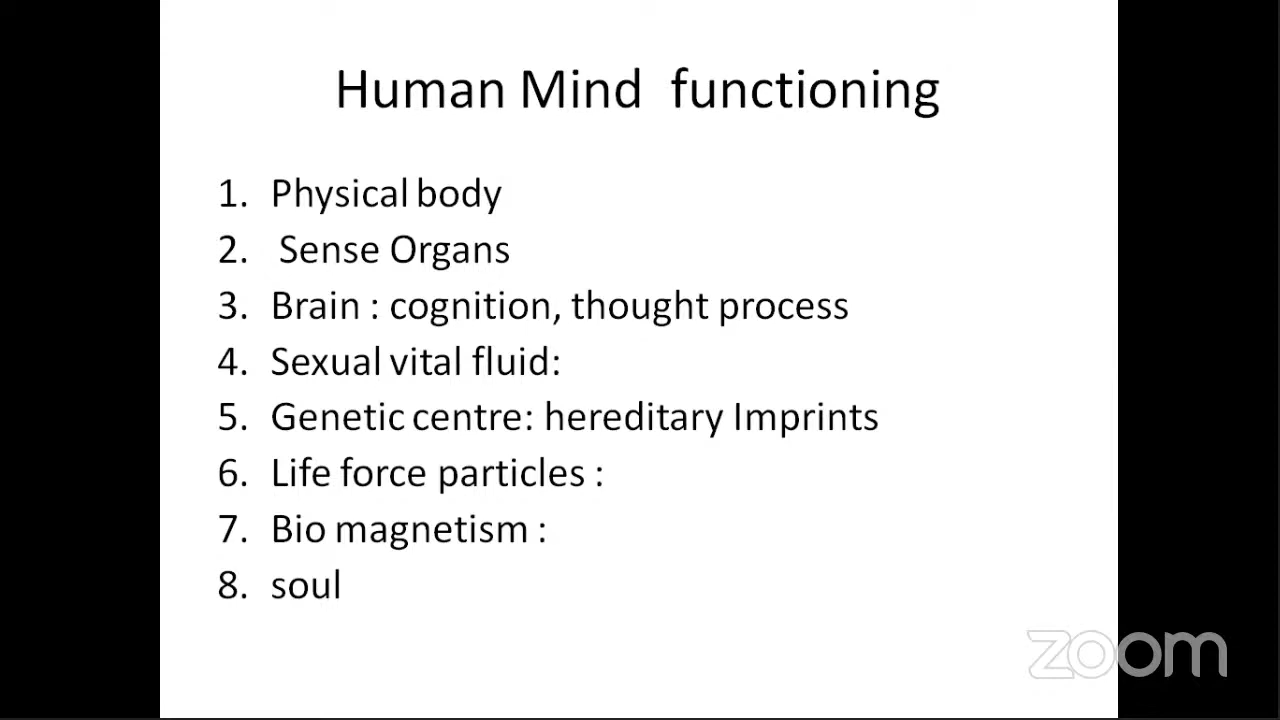 Human Mind  functioning
1. Physical body
2.  Sense Organs
3. Brain : cognition, thought process
4. Sexual vital fluid:
5. Genetic centre: hereditary Imprints
6. Life force particles :
7. Bio magnetism :
8. soul
zoom